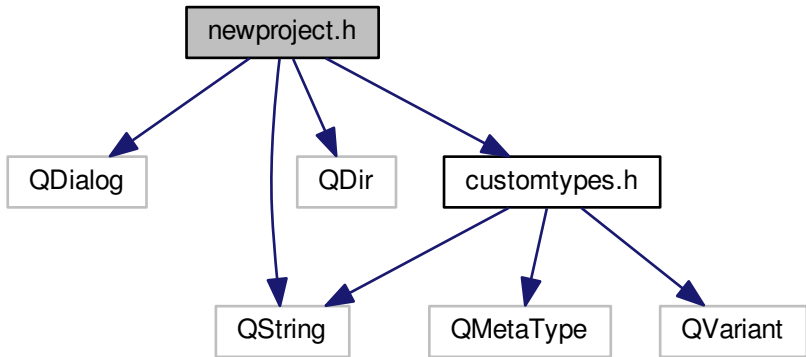 newproject.h
QDialog
QDir
customtypes.h
QString
QMetaType
QVariant